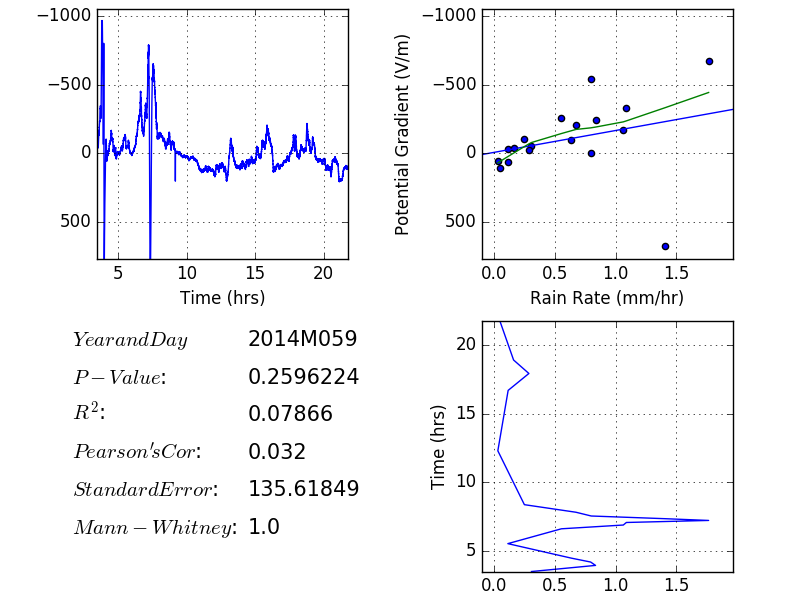 −1000
−500
0
500
5 10 15 20
Time (hrs)
Potential Gradient (V/m)
−1000
−500
0
500
0.0 0.5 1.0 1.5
Rain Rate (mm/hr)
YearandDay 2014M059
P−Value: 0.2596224
R²: 0.07866
Pearson'sCor: 0.032
StandardError: 135.61849
Mann−Whitney: 1.0
Time (hrs)
20
15
10
5
0.0 0.5 1.0 1.5